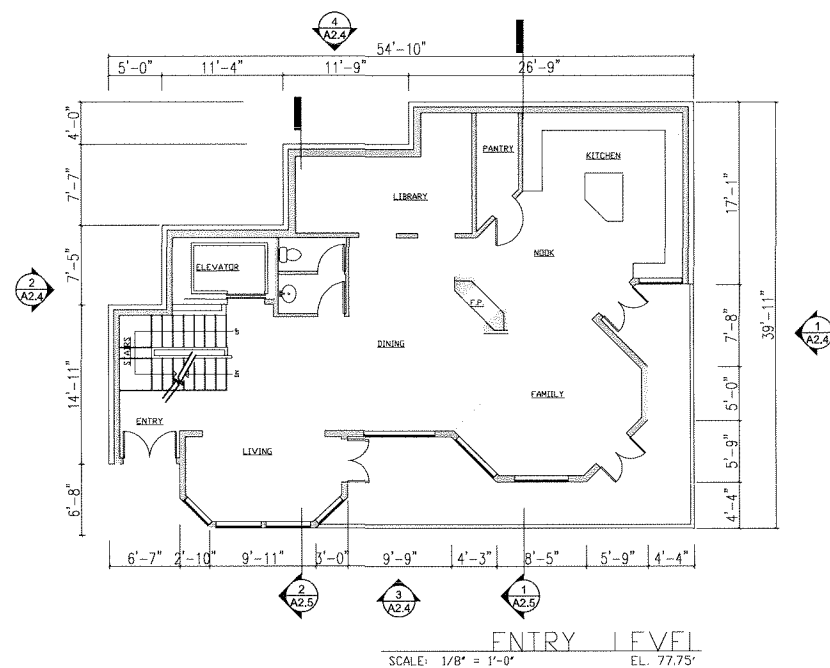 4
A2.4
54'-10"
5'-0" 11'-4" 11'-9" 26'-9"
4'-0"
7'-7"
7'-5"
14'-11"
6'-8"
17'-1"
7'-8"
5'-0"
5'-9"
4'-4"
39'-11"
PANTRY
KITCHEN
LIBRARY
NOOK
ELEVATOR
2
A2.4
F.P.
1
A2.4
DINING
STAIRS
FAMIILY
ENTRY
LIVING
6'-7" 2'-10" 9'-11" 3'-0" 9'-9" 4'-3" 8'-5" 5'-9" 4'-4"
2
A2.5
3
A2.4
1
A2.5
ENTRY LEVEL
SCALE: 1/8" = 1'-0" EL. 77.75'